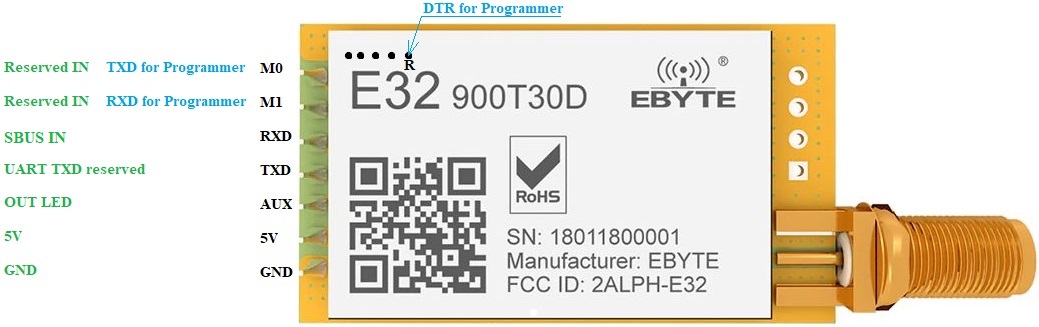 DTR for Programmer
R
Reserved IN TXD for Programmer M0
Reserved IN RXD for Programmer M1
SBUS IN RXD
UART TXD reserved TXD
OUT LED AUX
5V 5V
GND GND
E32 900T30D
EBYTE ®
RoHS
SN: 18011800001
Manufacturer: EBYTE
FCC ID: 2ALPH-E32